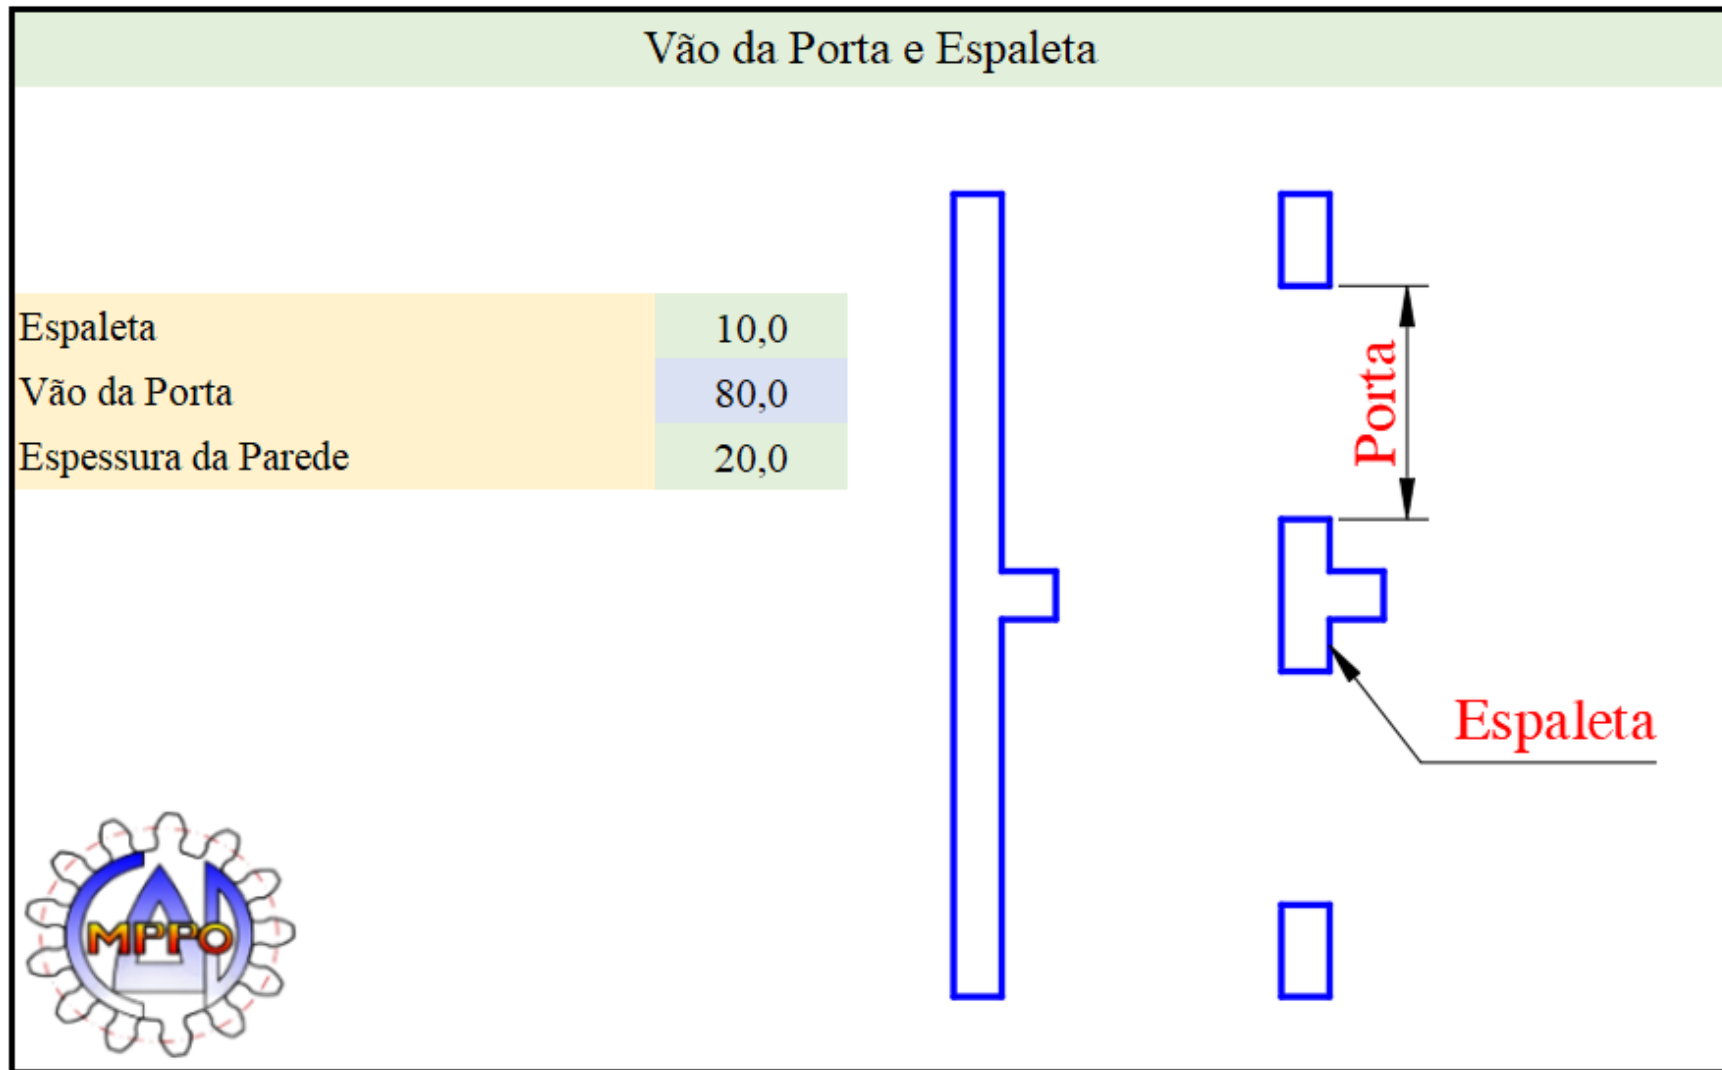 Vão da Porta e Espaleta
Espaleta 10,0
Vão da Porta 80,0
Espessura da Parede 20,0
Porta
Espaleta
CAD
MPPO